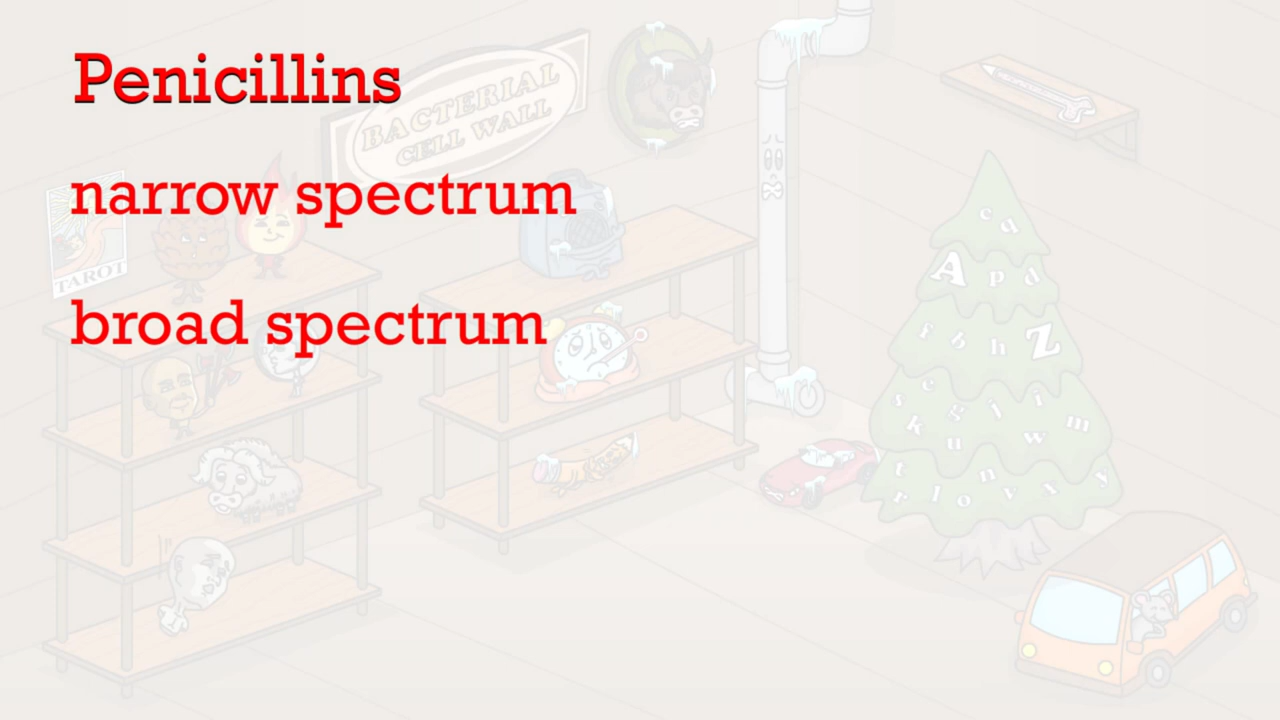 Penicillins
BACTERIAL
CELL WALL
narrow spectrum
TAROT
broad spectrum
c d
A p d
f b h Z
e
s k g u j i w m
t n y
r l o v x